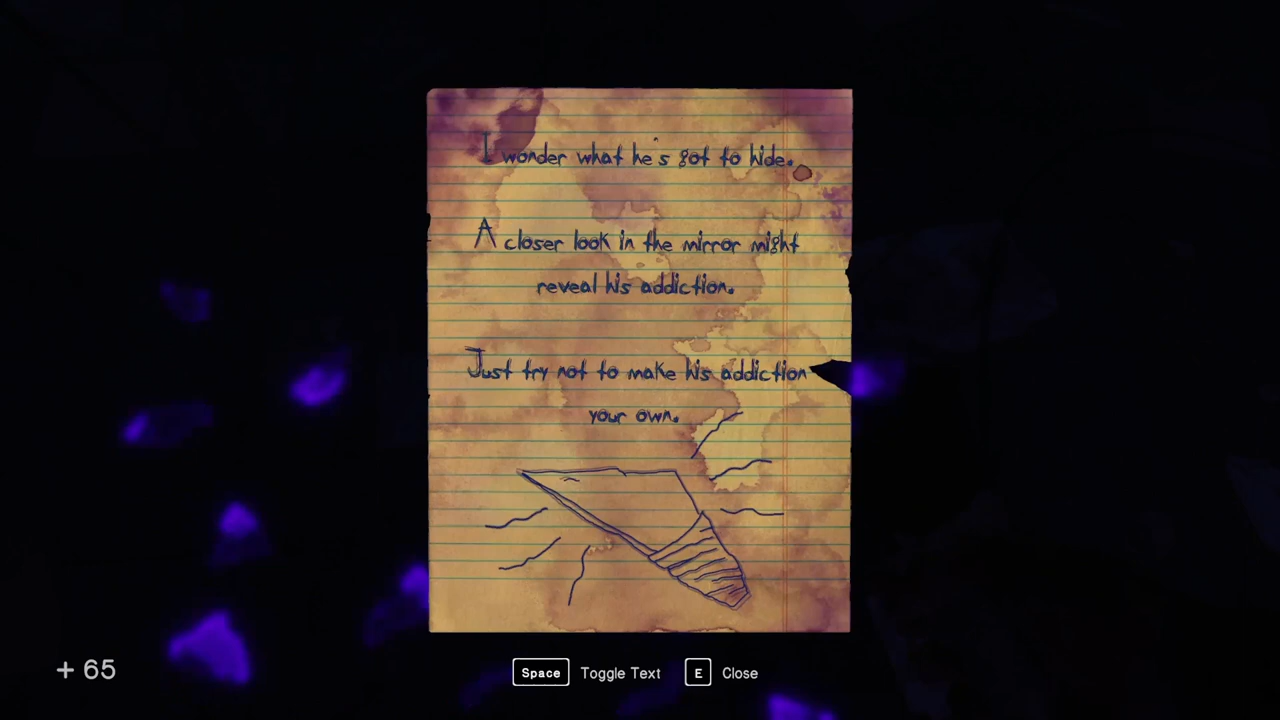 I wonder what he's got to hide.
A closer look in the mirror might
reveal his addiction.
Just try not to make his addiction
your own.
+ 65
Space Toggle Text E Close